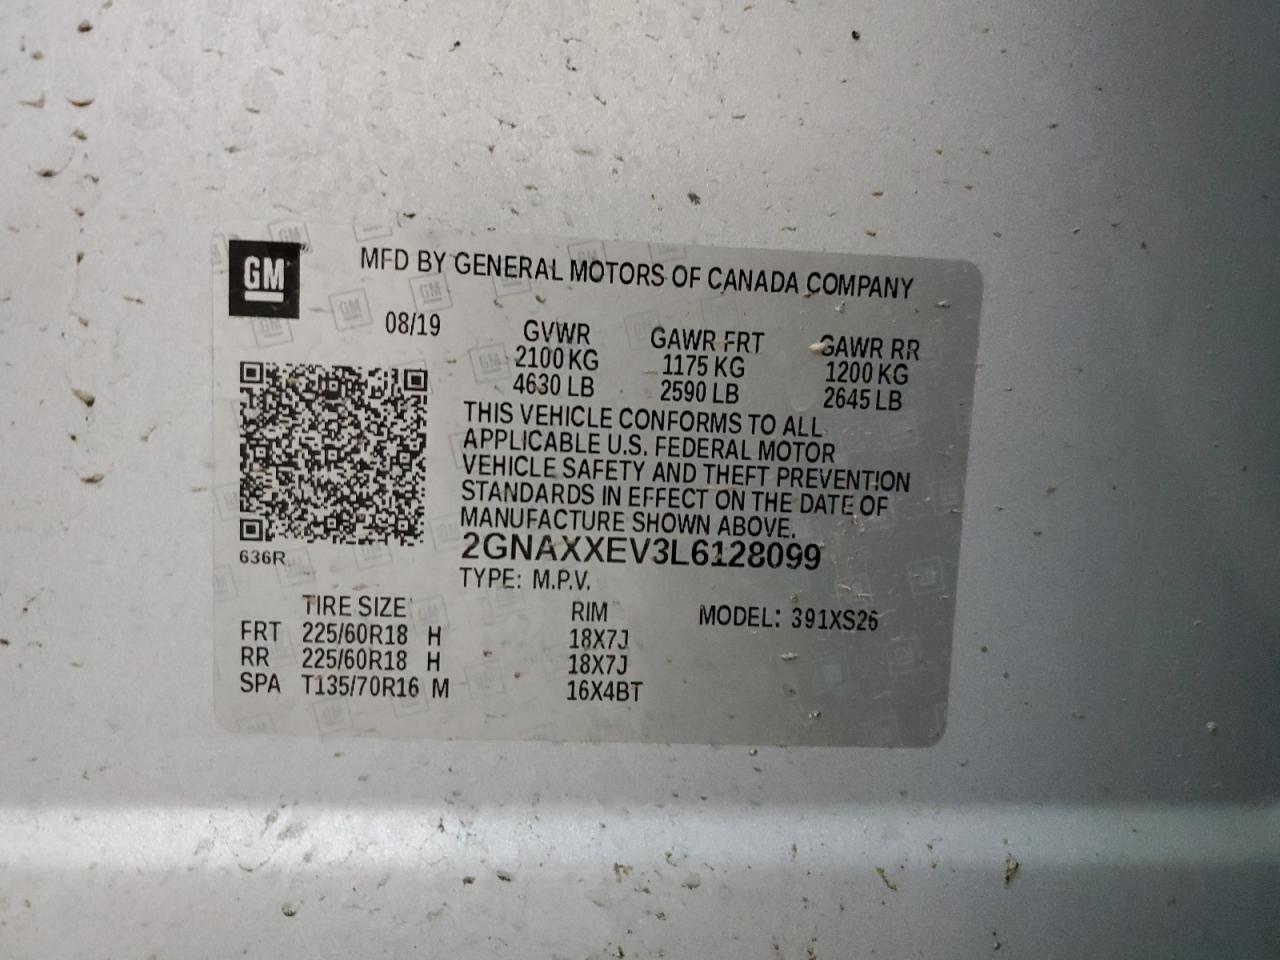 GM
MFD BY GENERAL MOTORS OF CANADA COMPANY
08/19
GVWR GAWR FRT GAWR RR
2100 KG 1175 KG 1200 KG
4630 LB 2590 LB 2645 LB
THIS VEHICLE CONFORMS TO ALL
APPLICABLE U.S. FEDERAL MOTOR
VEHICLE SAFETY AND THEFT PREVENTION
STANDARDS IN EFFECT ON THE DATE OF
MANUFACTURE SHOWN ABOVE.
636R
2GNAXXEV3L6128099
TYPE: M.P.V.
TIRE SIZE RIM MODEL: 391XS26
FRT 225/60R18 H 18X7J
RR 225/60R18 H 18X7J
SPA T135/70R16 M 16X4BT